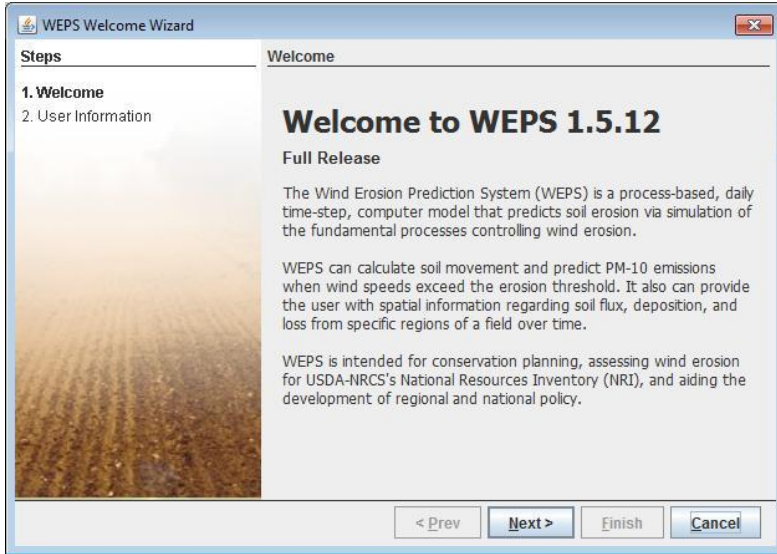 WEPS Welcome Wizard
Steps
1. Welcome
2. User Information
Welcome
Welcome to WEPS 1.5.12
Full Release
The Wind Erosion Prediction System (WEPS) is a process-based, daily
time-step, computer model that predicts soil erosion via simulation of
the fundamental processes controlling wind erosion.
WEPS can calculate soil movement and predict PM-10 emissions
when wind speeds exceed the erosion threshold. It also can provide
the user with spatial information regarding soil flux, deposition, and
loss from specific regions of a field over time.
WEPS is intended for conservation planning, assessing wind erosion
for USDA-NRCS's National Resources Inventory (NRI), and aiding the
development of regional and national policy.
< Prev Next > Finish Cancel